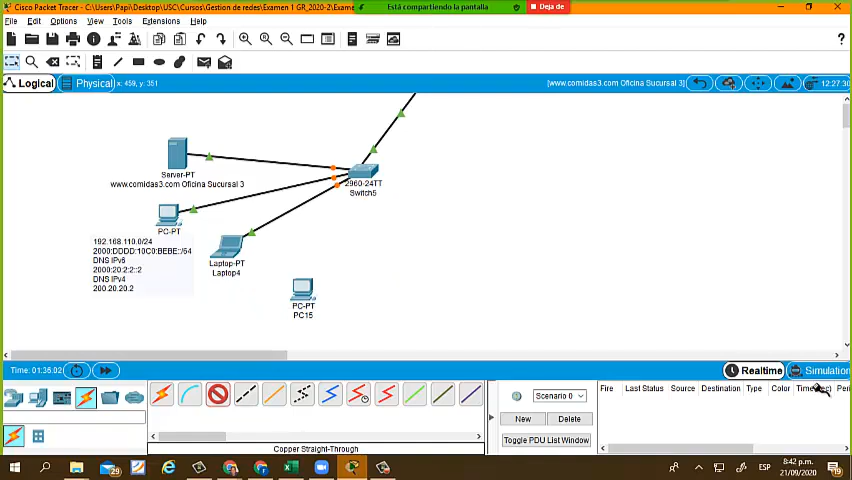 Cisco Packet Tracer - C:\Users\Papi\Desktop\USC\Cursos\Gestion de redes\Examen 1 GR_2020-2\Exame
Está compartiendo la pantalla
Deja de
File Edit Options View Tools Extensions Help
Logical
Physical
x: 459, y: 351
[www.comidas3.com Oficina Sucursal 3]
12:27:30
Server-PT
www.comidas3.com Oficina Sucursal 3
2960-24TT
Switch5
PC-PT
192.168.110.0/24
2000:DDDD:10C0:BEBE::/64
DNS IPv6
2000:20:2:2::2
DNS IPv4
200.20.20.2
Laptop-PT
Laptop4
PC-PT
PC15
Time: 01:35:02
Realtime
Simulation
Scenario 0
New
Delete
Toggle PDU List Window
Fire Last Status Source Destination Type Color
Copper Straight-Through
ESP
8:42 p.m.
21/09/2020